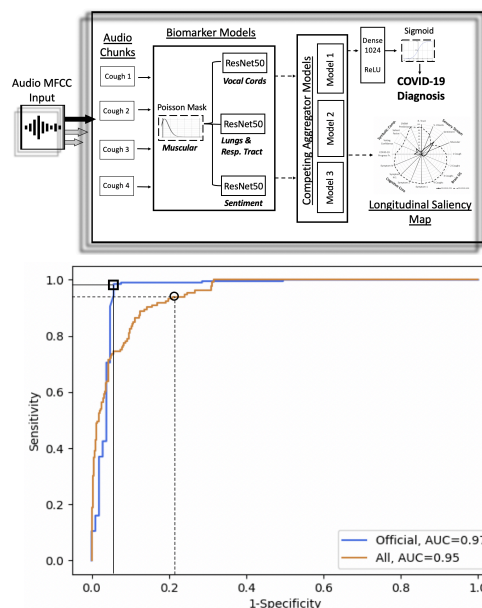 Audio MFCC
Input
Audio
Chunks
Cough 1
Cough 2
Cough 3
Cough 4
Biomarker Models
Poisson Mask
Muscular
ResNet50
Vocal Cords
ResNet50
Lungs &
Resp. Tract
ResNet50
Sentiment
Competing Aggregator Models
Model 1
Model 2
Model 3
Dense
1024
ReLU
Sigmoid
COVID-19
Diagnosis
Longitudinal Saliency
Map
Sensitivity
1.0
0.8
0.6
0.4
0.2
0.0
Official, AUC=0.97
All, AUC=0.95
0.0
0.2
0.4
0.6
0.8
1.0
1-Specificity